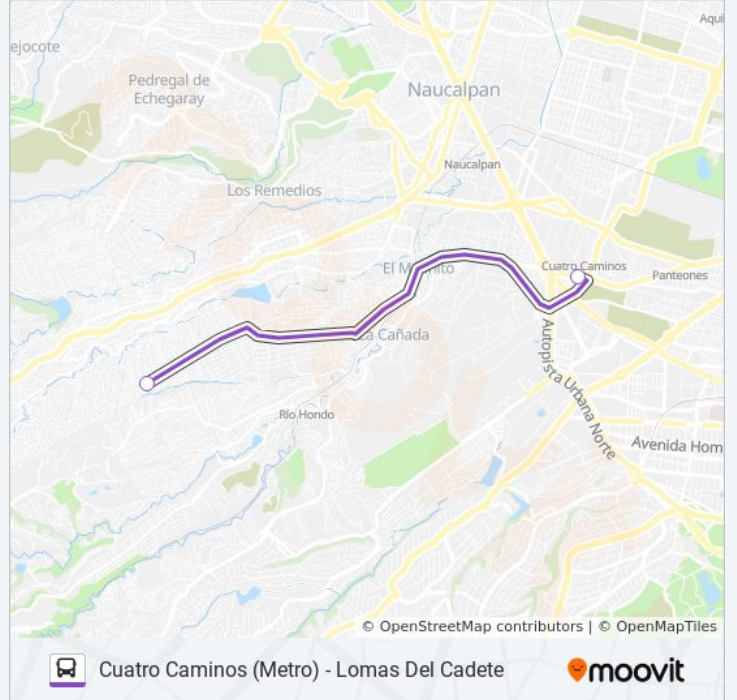 Aqui
ejocote
Pedregal de
Echegaray
Naucalpan
Naucalpan
Los Remedios
Cuatro Caminos
El M nito
Panteones
La Cañada
Autopista Urbana Norte
Río Hondo
Avenida Hom
© OpenStreetMap contributors | © OpenMapTiles
Cuatro Caminos (Metro) - Lomas Del Cadete
moovit